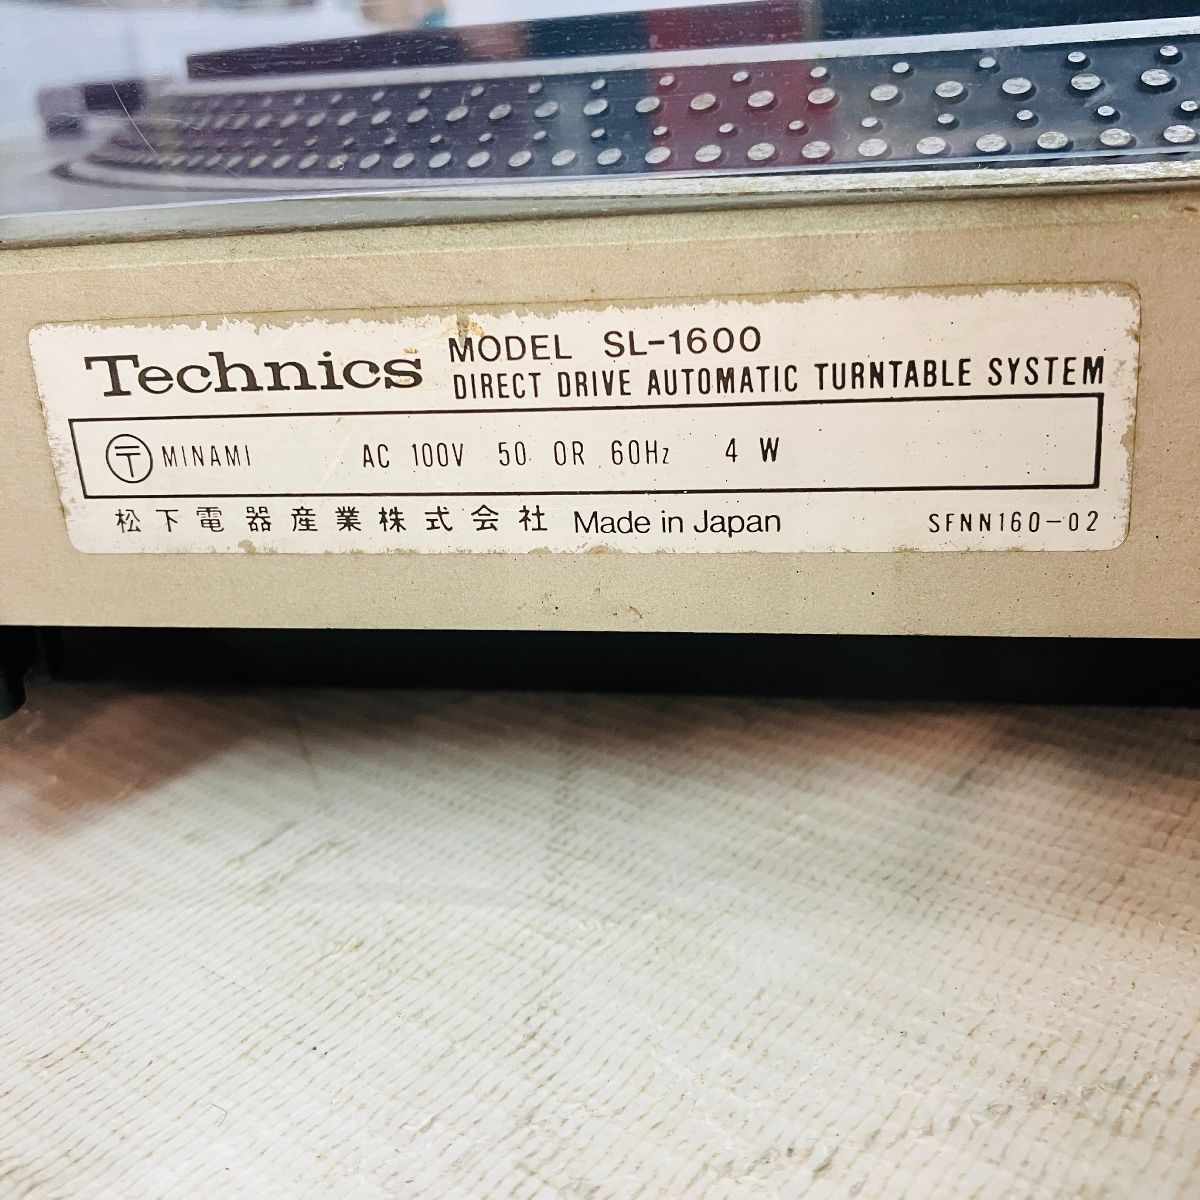 Technics MODEL SL-1600
DIRECT DRIVE AUTOMATIC TURNTABLE SYSTEM
〒 MINAMI AC 100V 50 OR 60Hz 4 W
松下電器産業株式会社 Made in Japan SFNN160-02